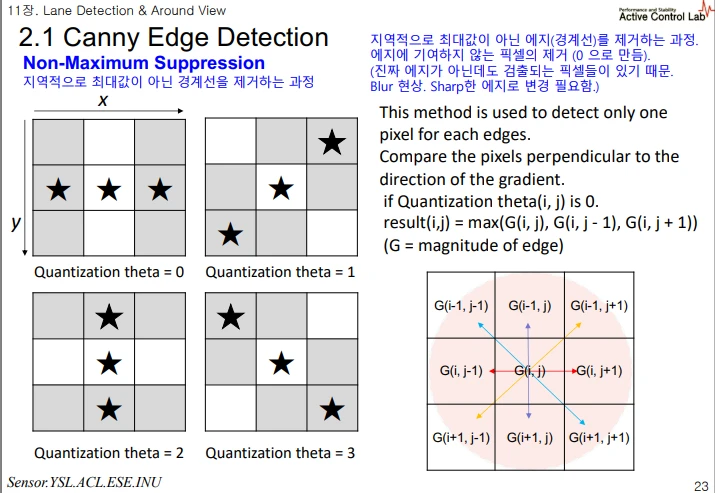 11장. Lane Detection & Around View
Performance and Stability
Active Control Lab
2.1 Canny Edge Detection
Non-Maximum Suppression
지역적으로 최대값이 아닌 경계선을 제거하는 과정
지역적으로 최대값이 아닌 에지(경계선)를 제거하는 과정.
에지에 기여하지 않는 픽셀의 제거 (0 으로 만듬).
(진짜 에지가 아닌데도 검출되는 픽셀들이 있기 때문.
Blur 현상. Sharp한 에지로 변경 필요함.)
x
y
Quantization theta = 0
Quantization theta = 1
Quantization theta = 2
Quantization theta = 3
This method is used to detect only one
pixel for each edges.
Compare the pixels perpendicular to the
direction of the gradient.
if Quantization theta(i, j) is 0.
result(i,j) = max(G(i, j), G(i, j - 1), G(i, j + 1))
(G = magnitude of edge)
G(i-1, j-1) G(i-1, j) G(i-1, j+1)
G(i, j-1) G(i, j) G(i, j+1)
G(i+1, j-1) G(i+1, j) G(i+1, j+1)
Sensor.YSL.ACL.ESE.INU
23